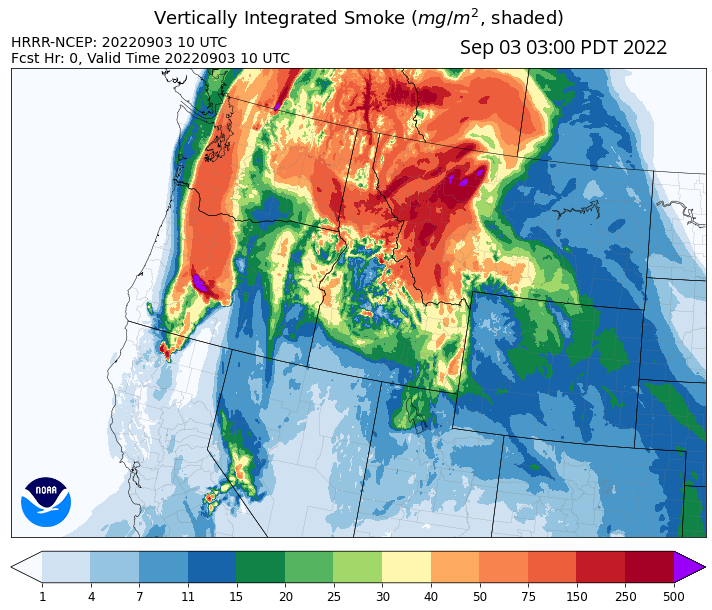 Vertically Integrated Smoke (mg/m², shaded)
HRRR-NCEP: 20220903 10 UTC
Sep 03 03:00 PDT 2022
Fcst Hr: 0, Valid Time 20220903 10 UTC
NOAA
1 4 7 11 15 20 25 30 40 50 75 150 250 500